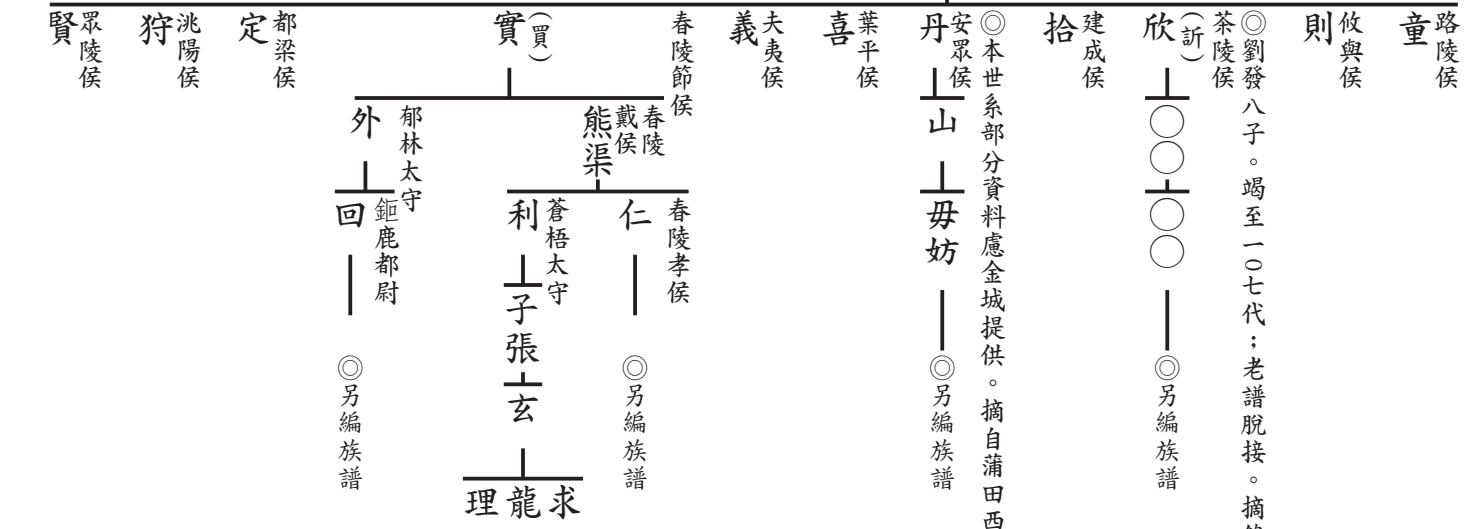 路陵侯
童
攸輿侯
則
◎劉發八子。竭至一○七代；老譜脫接。摘
茶陵侯
欣(訢)
○○
○○
◎另編族譜
建成侯
拾
◎本世系部分資料慮金城提供。摘自蒲田西
安眾侯
丹
山
毋妨
◎另編族譜
葉平侯
喜
夫夷侯
義
春陵節侯
實(買)
春陵戴侯
熊渠
春陵孝侯
仁
◎另編族譜
蒼梧太守
利
子張
玄
求
龍
理
郁林太守
外
鉅鹿都尉
回
◎另編族譜
都梁侯
定
洮陽侯
狩
眾陵侯
賢